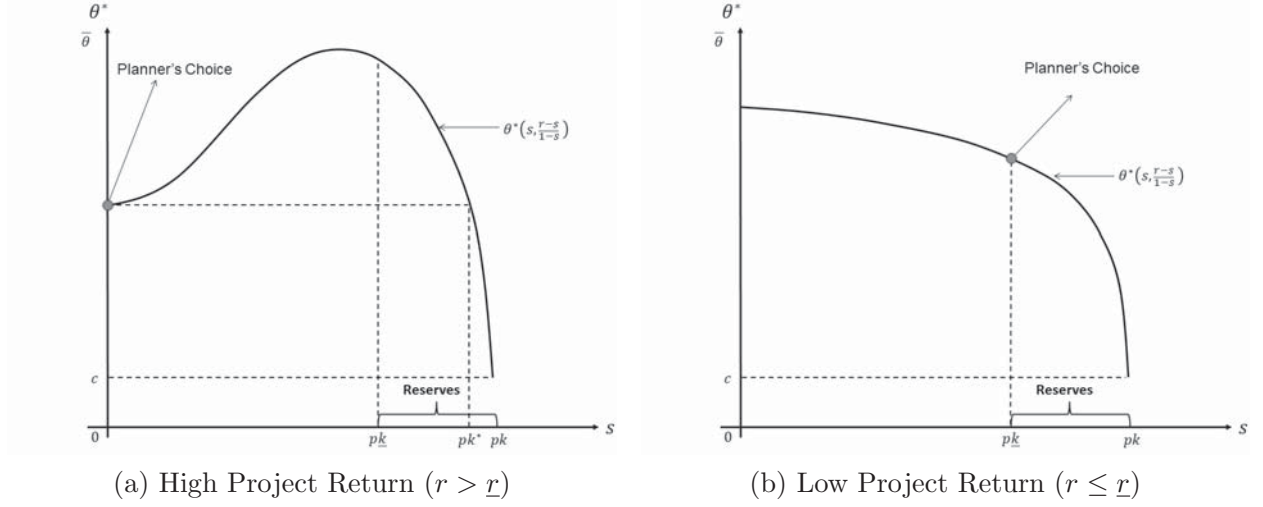 θ*
θ̅
Planner's Choice
θ*(s, (r−s)/(1−s))
c
Reserves
0
pk̲
pk*
pk
s
(a) High Project Return (r > r̲)
θ*
θ̅
Planner's Choice
θ*(s, (r−s)/(1−s))
c
Reserves
0
pk̲
pk
s
(b) Low Project Return (r ≤ r̲)